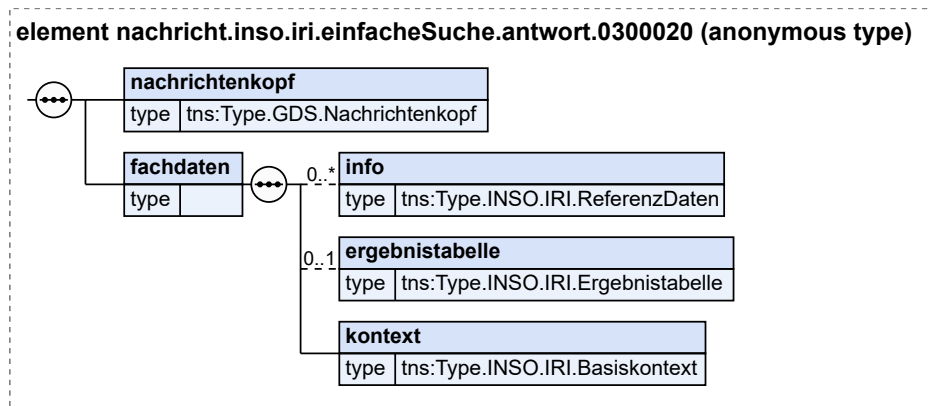 element nachricht.inso.iri.einfacheSuche.antwort.0300020 (anonymous type)
nachrichtenkopf
type tns:Type.GDS.Nachrichtenkopf
fachdaten
type
0..* info
type tns:Type.INSO.IRI.ReferenzDaten
0..1 ergebnistabelle
type tns:Type.INSO.IRI.Ergebnistabelle
kontext
type tns:Type.INSO.IRI.Basiskontext